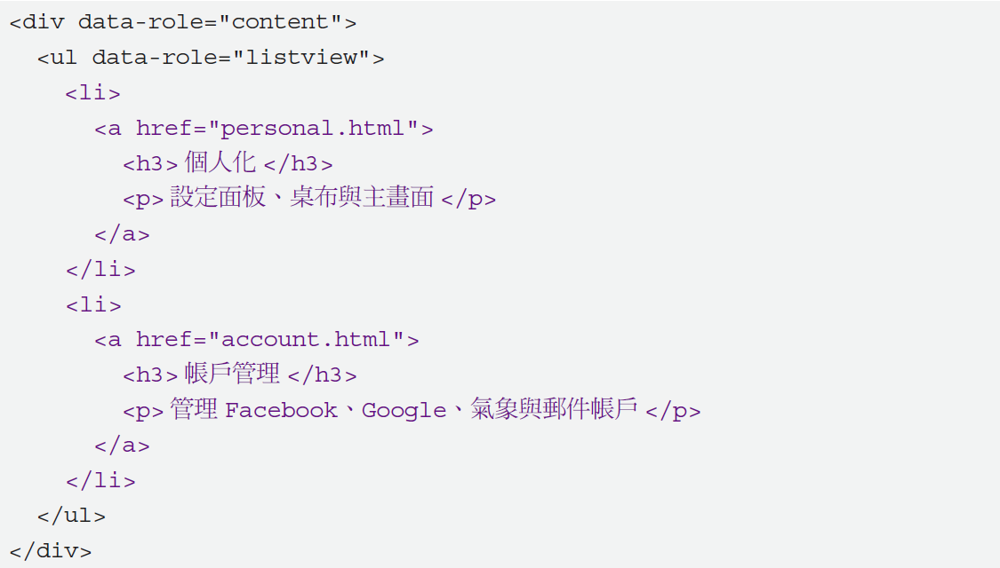 <div data-role="content">
  <ul data-role="listview">
    <li>
      <a href="personal.html">
        <h3> 個人化 </h3>
        <p> 設定面板、桌布與主畫面 </p>
      </a>
    </li>
    <li>
      <a href="account.html">
        <h3> 帳戶管理 </h3>
        <p> 管理 Facebook、Google、氣象與郵件帳戶 </p>
      </a>
    </li>
  </ul>
</div>